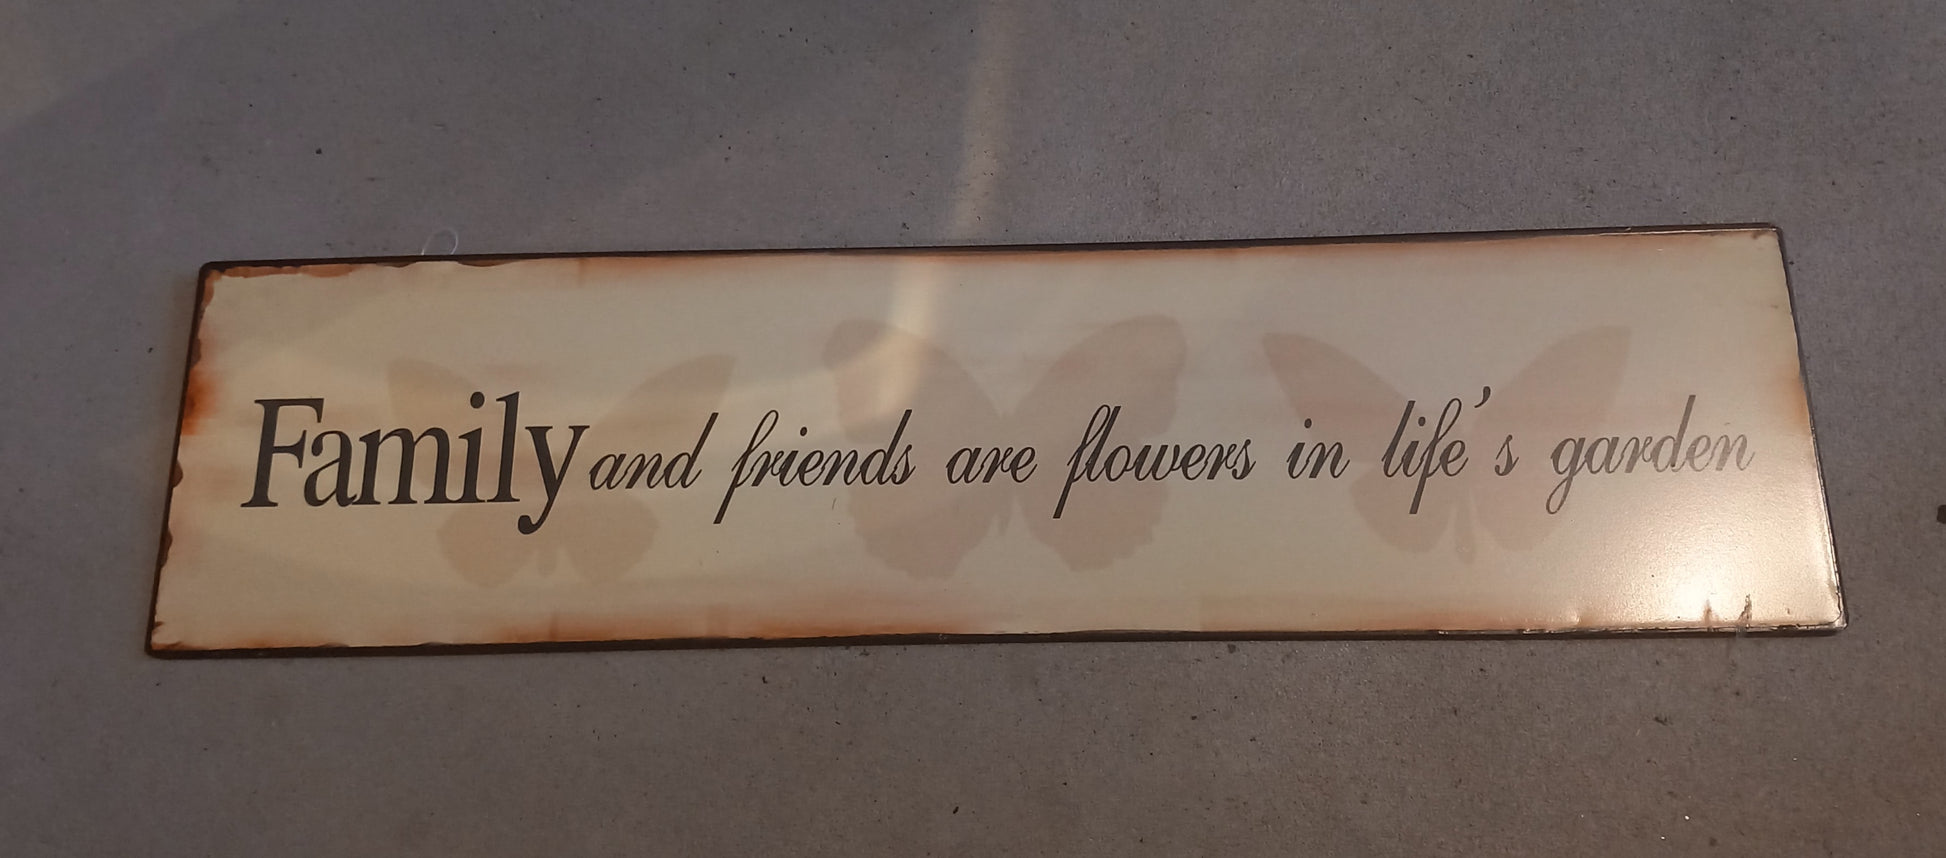 Family and friends are flowers in life's garden